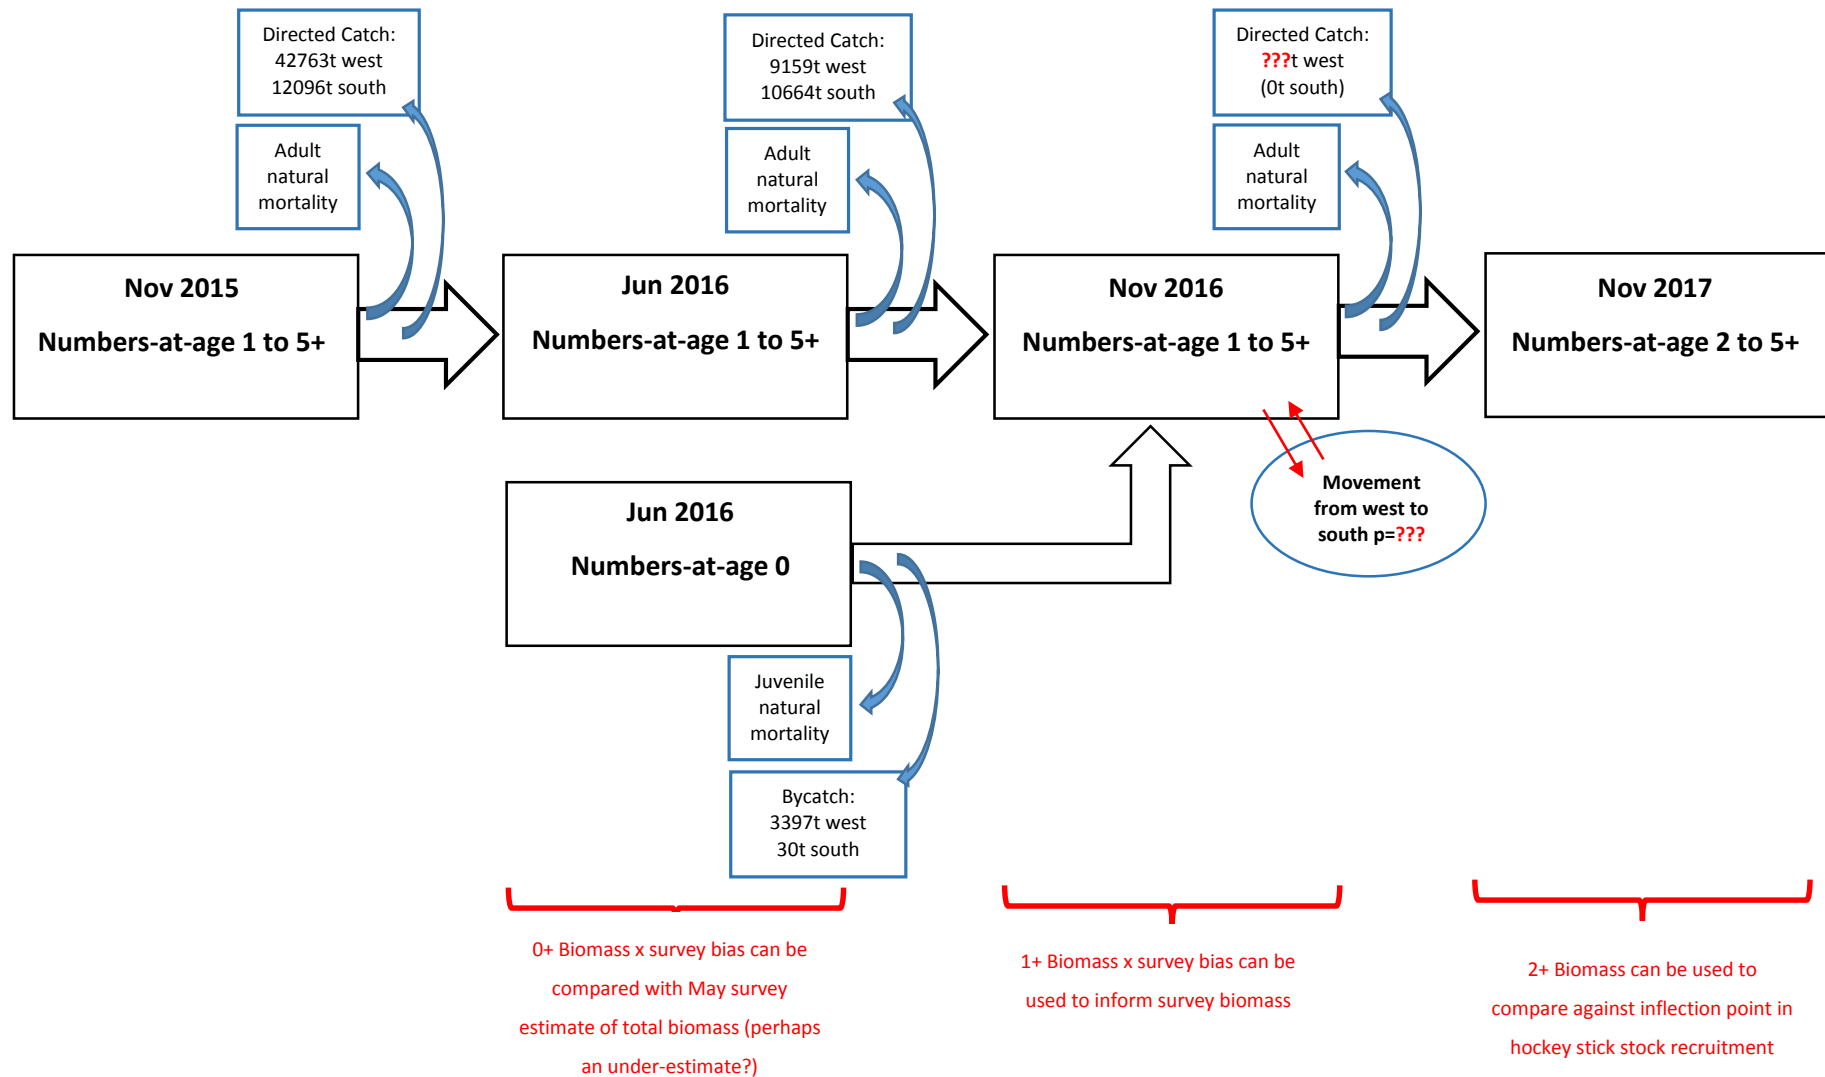 Directed Catch:
42763t west
12096t south
Directed Catch:
9159t west
10664t south
Directed Catch:
???t west
(0t south)
Adult
natural
mortality
Adult
natural
mortality
Adult
natural
mortality
Nov 2015
Numbers-at-age 1 to 5+
Jun 2016
Numbers-at-age 1 to 5+
Nov 2016
Numbers-at-age 1 to 5+
Nov 2017
Numbers-at-age 2 to 5+
Movement
from west to
south p=???
Jun 2016
Numbers-at-age 0
Juvenile
natural
mortality
Bycatch:
3397t west
30t south
0+ Biomass x survey bias can be
compared with May survey
estimate of total biomass (perhaps
an under-estimate?)
1+ Biomass x survey bias can be
used to inform survey biomass
2+ Biomass can be used to
compare against inflection point in
hockey stick stock recruitment